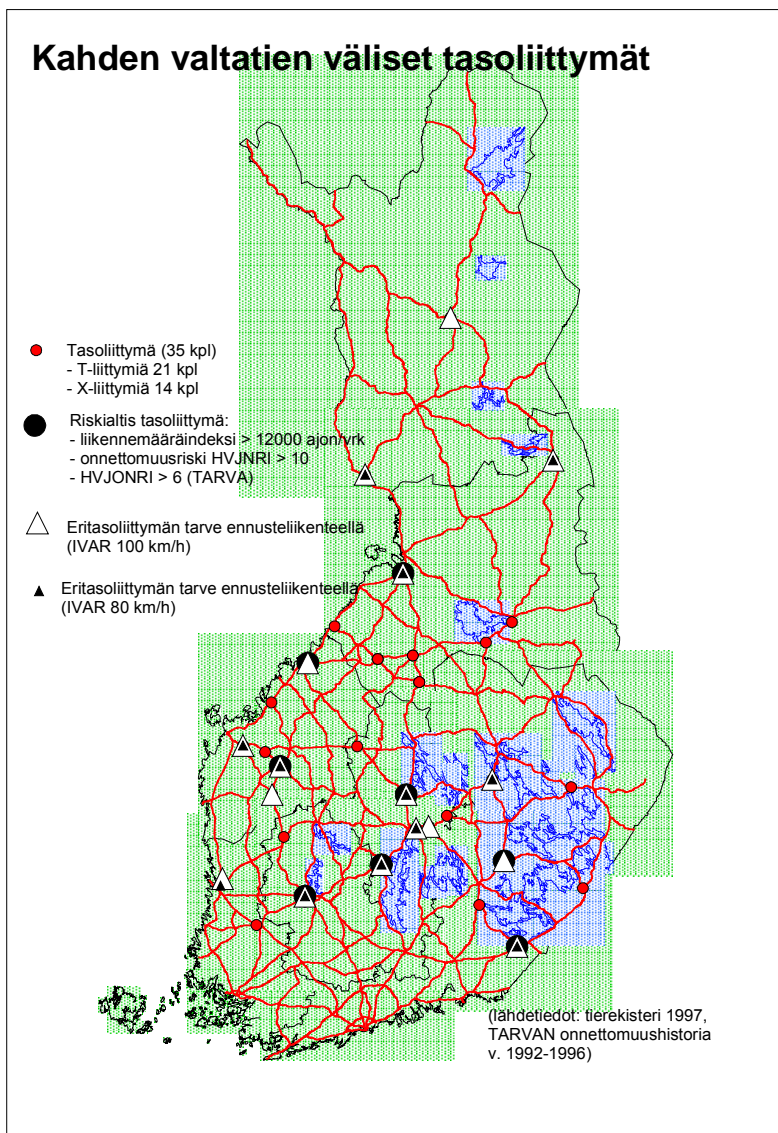 Kahden valtatien väliset tasoliittymät
Tasoliittymä (35 kpl)
- T-liittymiä 21 kpl
- X-liittymiä 14 kpl
Riskialtis tasoliittymä:
- liikennemääräindeksi > 12000 ajon/vrk
- onnettomuusriski HVJNRI > 10
- HVJONRI > 6 (TARVA)
Eritasoliittymän tarve ennusteliikenteellä
(IVAR 100 km/h)
Eritasoliittymän tarve ennusteliikenteellä
(IVAR 80 km/h)
(lähdetiedot: tierekisteri 1997,
TARVAN onnettomuushistoria
v. 1992-1996)